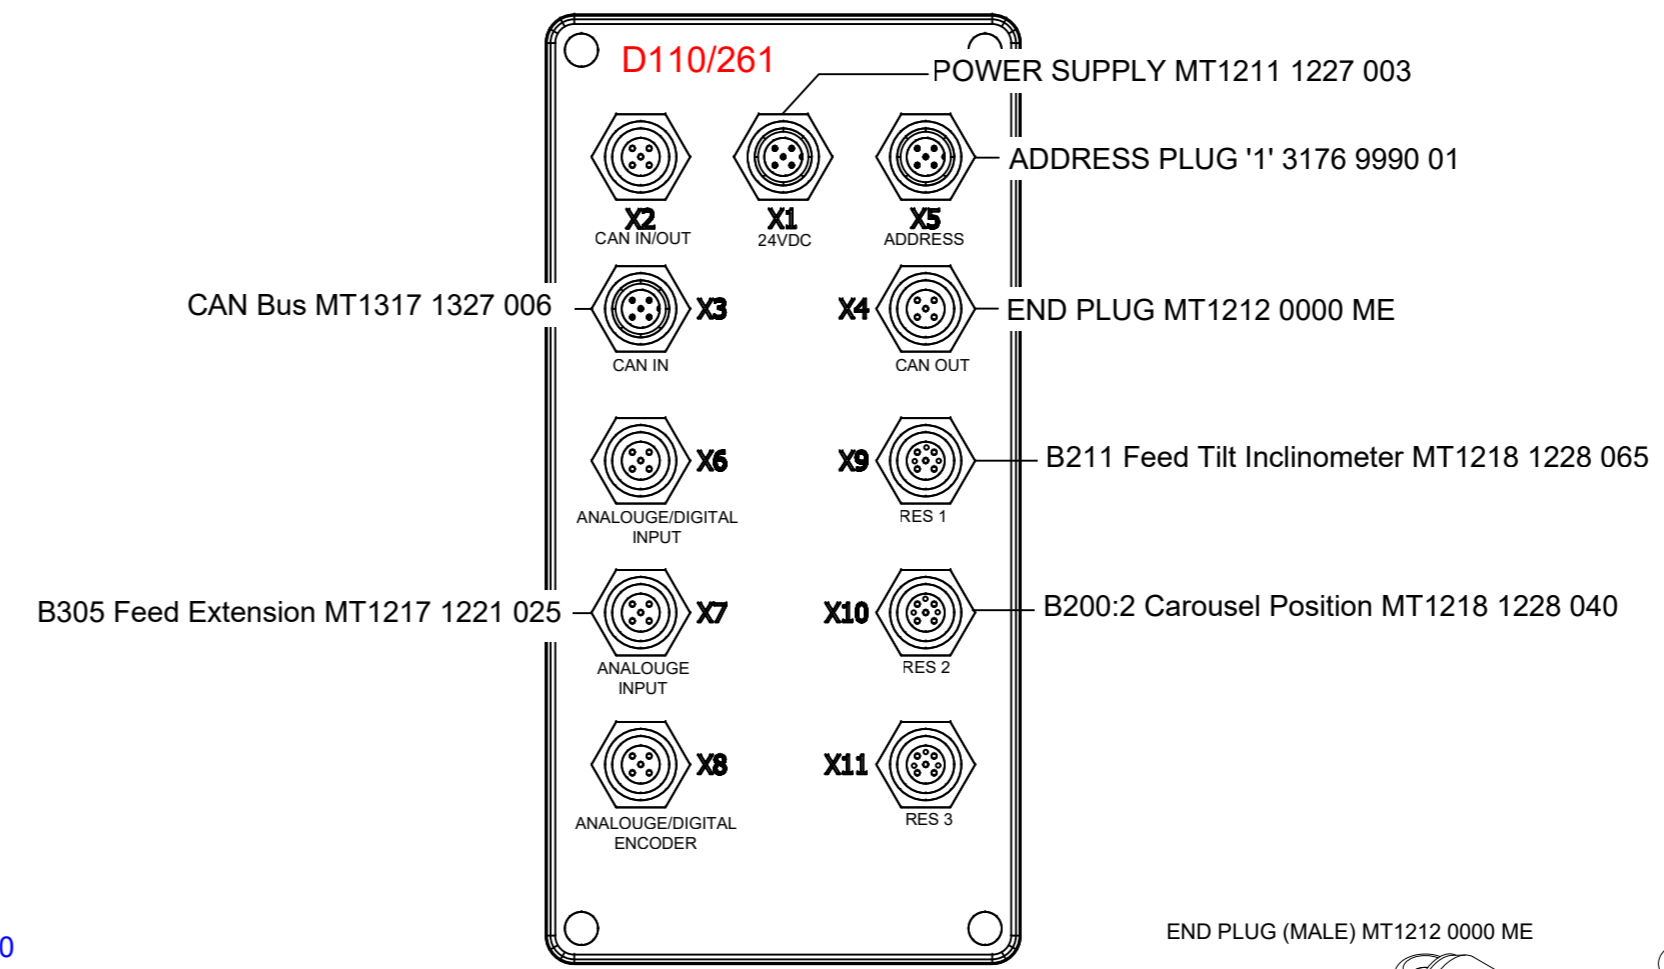 D110/261
POWER SUPPLY MT1211 1227 003
ADDRESS PLUG '1' 3176 9990 01
X2
CAN IN/OUT
X1
24VDC
X5
ADDRESS
CAN Bus MT1317 1327 006
X3
CAN IN
X4
END PLUG MT1212 0000 ME
CAN OUT
X6
ANALOUGE/DIGITAL
INPUT
X9
B211 Feed Tilt Inclinometer MT1218 1228 065
RES 1
B305 Feed Extension MT1217 1221 025
X7
ANALOUGE
INPUT
X10
B200:2 Carousel Position MT1218 1228 040
RES 2
X8
ANALOUGE/DIGITAL
ENCODER
X11
RES 3
END PLUG (MALE) MT1212 0000 ME
0